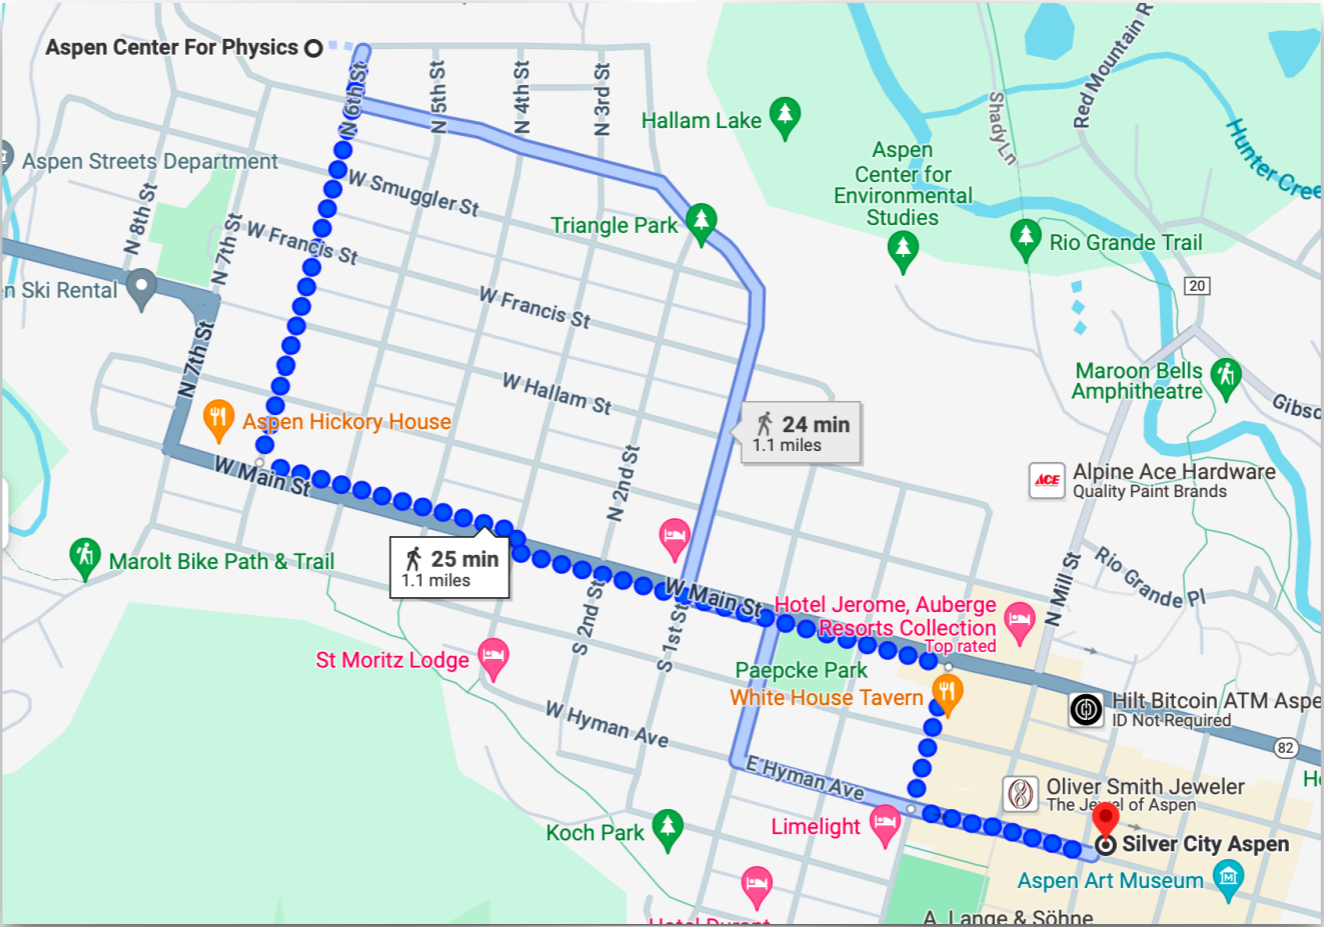 Aspen Center For Physics
N 6th St
N 5th St
N 4th St
N 3rd St
Hallam Lake
Shady Ln
Red Mountain R
Hunter Cree
Aspen Streets Department
Aspen
Center for
Environmental
Studies
W Smuggler St
N 8th St
N 7th St
W Francis St
Triangle Park
Rio Grande Trail
n Ski Rental
20
W Francis St
N 7th St
Maroon Bells
Amphitheatre
W Hallam St
Gibso
Aspen Hickory House
24 min
1.1 miles
W Main St
N 2nd St
ACE
Alpine Ace Hardware
Quality Paint Brands
25 min
1.1 miles
Marolt Bike Path & Trail
Rio Grande Pl
N Mill St
W Main St
Hotel Jerome, Auberge
Resorts Collection
Top rated
S 2nd St
S 1st St
St Moritz Lodge
Paepcke Park
White House Tavern
Hilt Bitcoin ATM Aspe
ID Not Required
W Hyman Ave
82
E Hyman Ave
H
Oliver Smith Jeweler
The Jewel of Aspen
Koch Park
Limelight
Silver City Aspen
Aspen Art Museum
Hotel Durant
A. Lange & Söhne